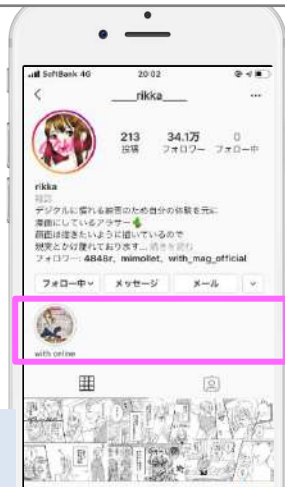 SoftBank 4G 20:02
__rikka__
213 34.1万 0
投稿 フォロワー フォロー中
rikka
雑誌
デジタルに慣れる練習のため自分の体験を元に
漫画にしているアラサー
顔面は描きたいように描いているので
現実とかけ離れております... 続きを読む
フォロワー: 4848r、mimollet、with_mag_official
フォロー中 メッセージ メール
with online